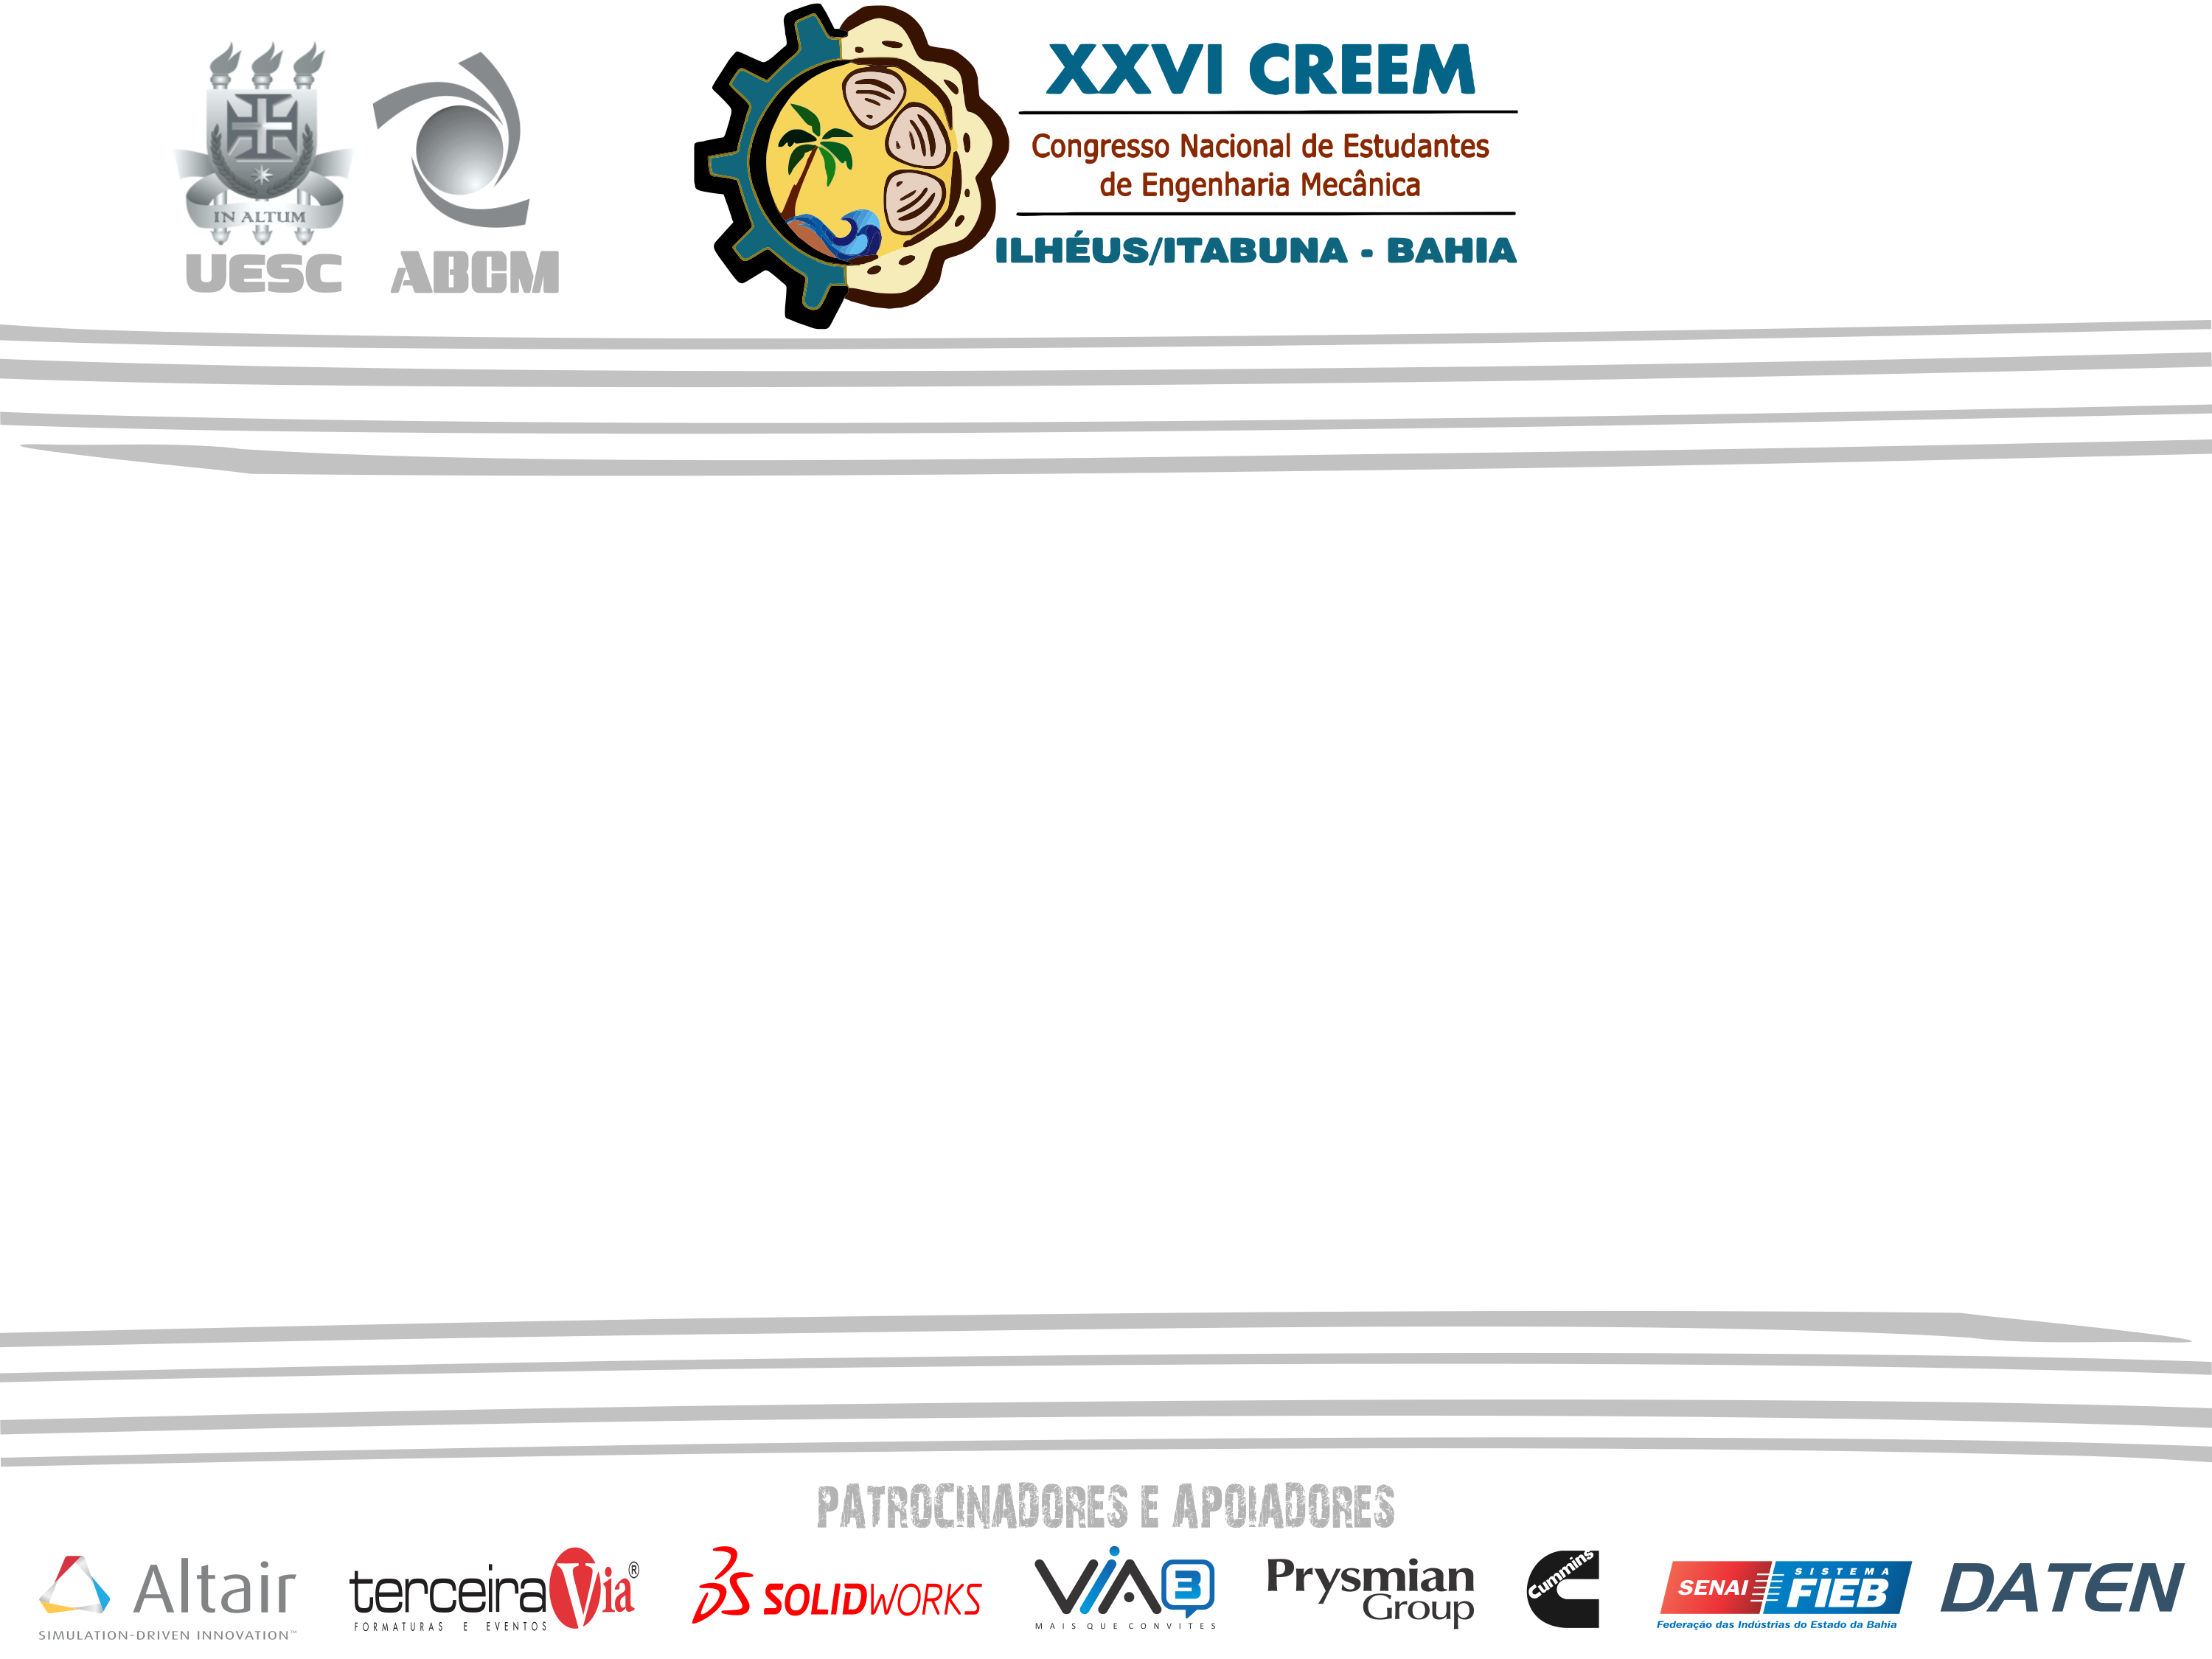 IN ALTUM
UESC
ABCM
XXVI CREEM
Congresso Nacional de Estudantes
de Engenharia Mecânica
ILHÉUS/ITABUNA - BAHIA
PATROCINADORES E APOIADORES
Altair
SIMULATION-DRIVEN INNOVATION™
terceira Via®
FORMATURAS E EVENTOS
SOLIDWORKS
VIA3
MAIS QUE CONVITES
Prysmian
Group
Cummins
SENAI
SISTEMA
FIEB
Federação das Indústrias do Estado da Bahia
DATEN